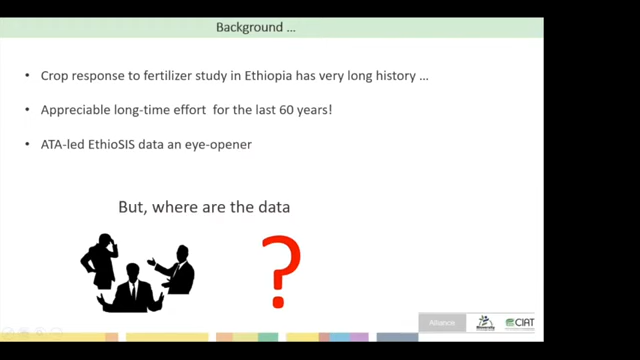 Background ...
• Crop response to fertilizer study in Ethiopia has very long history ...
• Appreciable long-time effort for the last 60 years!
• ATA-led EthioSIS data an eye-opener
But, where are the data
?
Alliance
Bioversity
CIAT